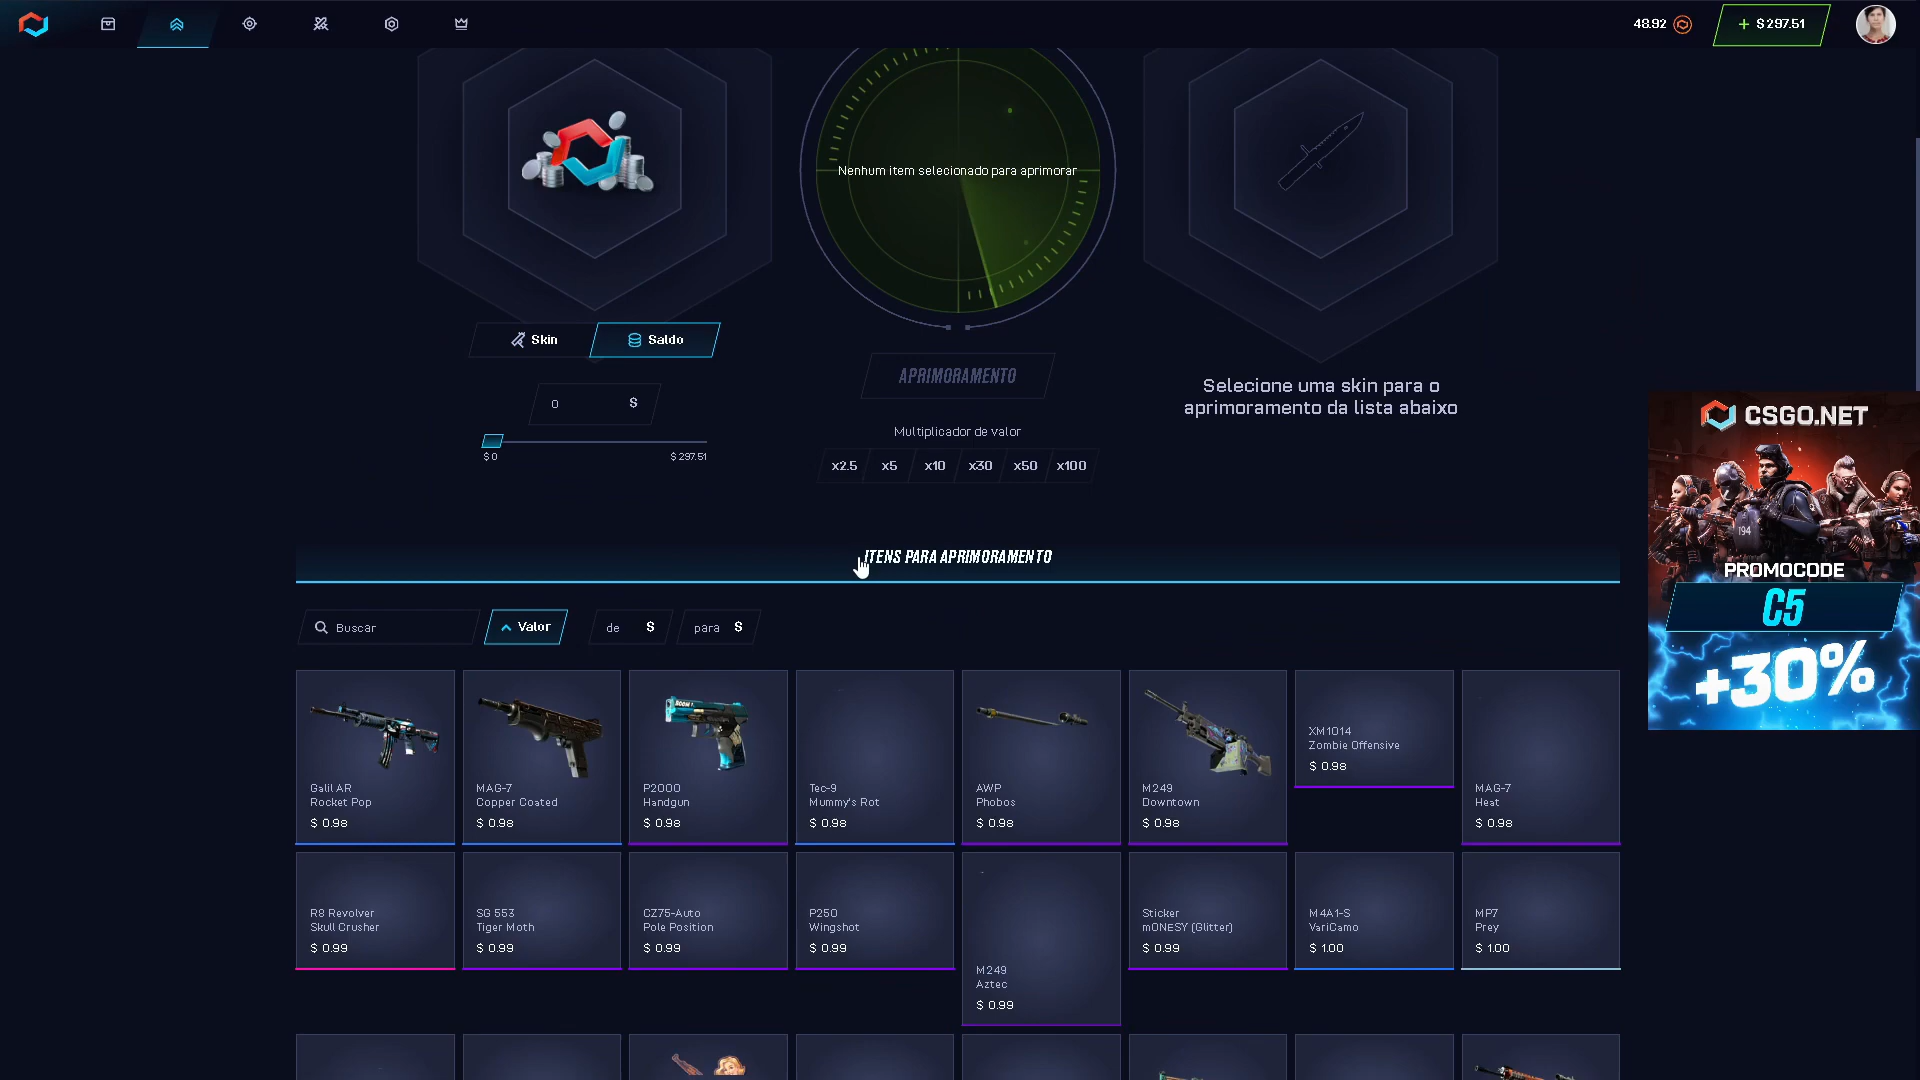 48.92
+ $ 297.51
Nenhum item selecionado para aprimorar
Skin
Saldo
0 $
$ 0
$ 297.51
APRIMORAMENTO
Multiplicador de valor
x2.5 x5 x10 x30 x50 x100
Selecione uma skin para o
aprimoramento da lista abaixo
CSGO.NET
194
PROMOCODE
C5
+30%
ITENS PARA APRIMORAMENTO
Buscar
Valor
de $
para $
BOOM!
Galil AR
Rocket Pop
$ 0.98
MAG-7
Copper Coated
$ 0.98
P2000
Handgun
$ 0.98
Tec-9
Mummy's Rot
$ 0.98
AWP
Phobos
$ 0.98
M249
Downtown
$ 0.98
XM1014
Zombie Offensive
$ 0.98
MAG-7
Heat
$ 0.98
R8 Revolver
Skull Crusher
$ 0.99
SG 553
Tiger Moth
$ 0.99
CZ75-Auto
Pole Position
$ 0.99
P250
Wingshot
$ 0.99
M249
Aztec
$ 0.99
Sticker
m0NESY (Glitter)
$ 0.99
M4A1-S
VariCamo
$ 1.00
MP7
Prey
$ 1.00